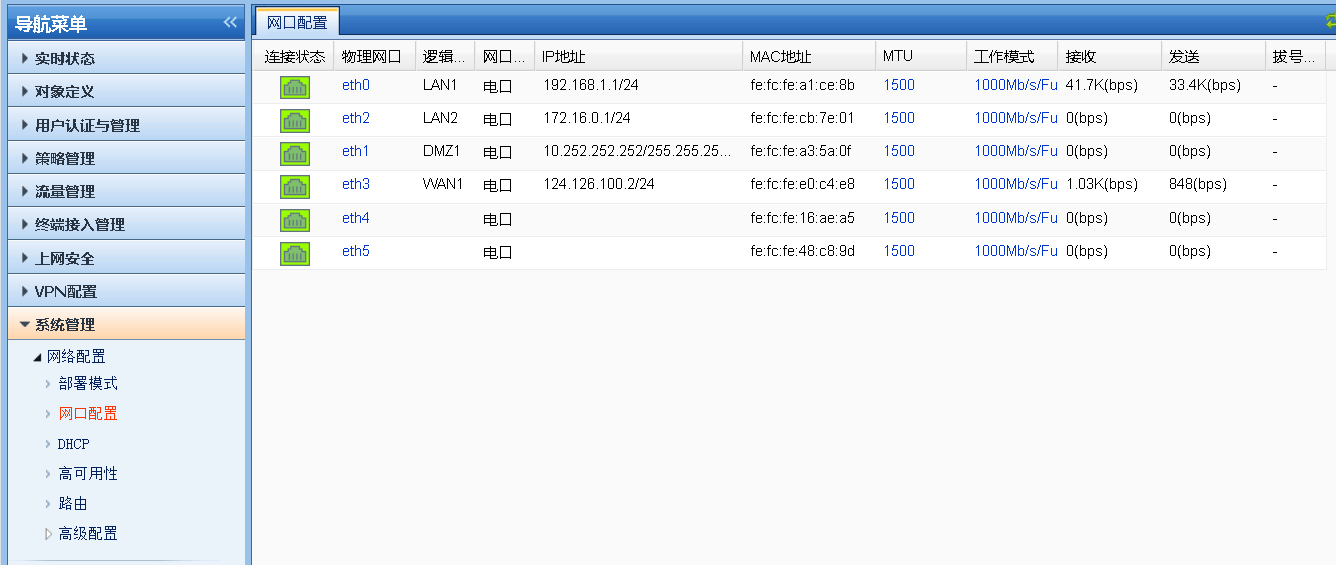 导航菜单
实时状态
对象定义
用户认证与管理
策略管理
流量管理
终端接入管理
上网安全
VPN配置
系统管理
网络配置
部署模式
网口配置
DHCP
高可用性
路由
高级配置
网口配置
连接状态 物理网口 逻辑... 网口... IP地址 MAC地址 MTU 工作模式 接收 发送 拔号...
eth0 LAN1 电口 192.168.1.1/24 fe:fc:fe:a1:ce:8b 1500 1000Mb/s/Fu 41.7K(bps) 33.4K(bps) -
eth2 LAN2 电口 172.16.0.1/24 fe:fc:fe:cb:7e:01 1500 1000Mb/s/Fu 0(bps) 0(bps) -
eth1 DMZ1 电口 10.252.252.252/255.255.25... fe:fc:fe:a3:5a:0f 1500 1000Mb/s/Fu 0(bps) 0(bps) -
eth3 WAN1 电口 124.126.100.2/24 fe:fc:fe:e0:c4:e8 1500 1000Mb/s/Fu 1.03K(bps) 848(bps) -
eth4 电口 fe:fc:fe:16:ae:a5 1500 1000Mb/s/Fu 0(bps) 0(bps) -
eth5 电口 fe:fc:fe:48:c8:9d 1500 1000Mb/s/Fu 0(bps) 0(bps) -